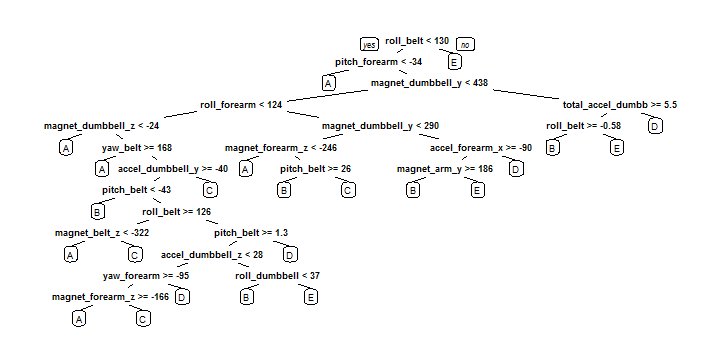 yes roll_belt < 130 no
pitch_forearm < -34 E
A magnet_dumbbell_y < 438
roll_forearm < 124 total_accel_dumbb >= 5.5
magnet_dumbbell_z < -24 magnet_dumbbell_y < 290 roll_belt >= -0.58 D
A yaw_belt >= 168 magnet_forearm_z < -246 accel_forearm_x >= -90 B E
A accel_dumbbell_y >= -40 A pitch_belt >= 26 magnet_arm_y >= 186 D
pitch_belt < -43 C B C B E
B roll_belt >= 126
magnet_belt_z < -322 pitch_belt >= 1.3
A C accel_dumbbell_z < 28 D
yaw_forearm >= -95 roll_dumbbell < 37
magnet_forearm_z >= -166 D B E
A C